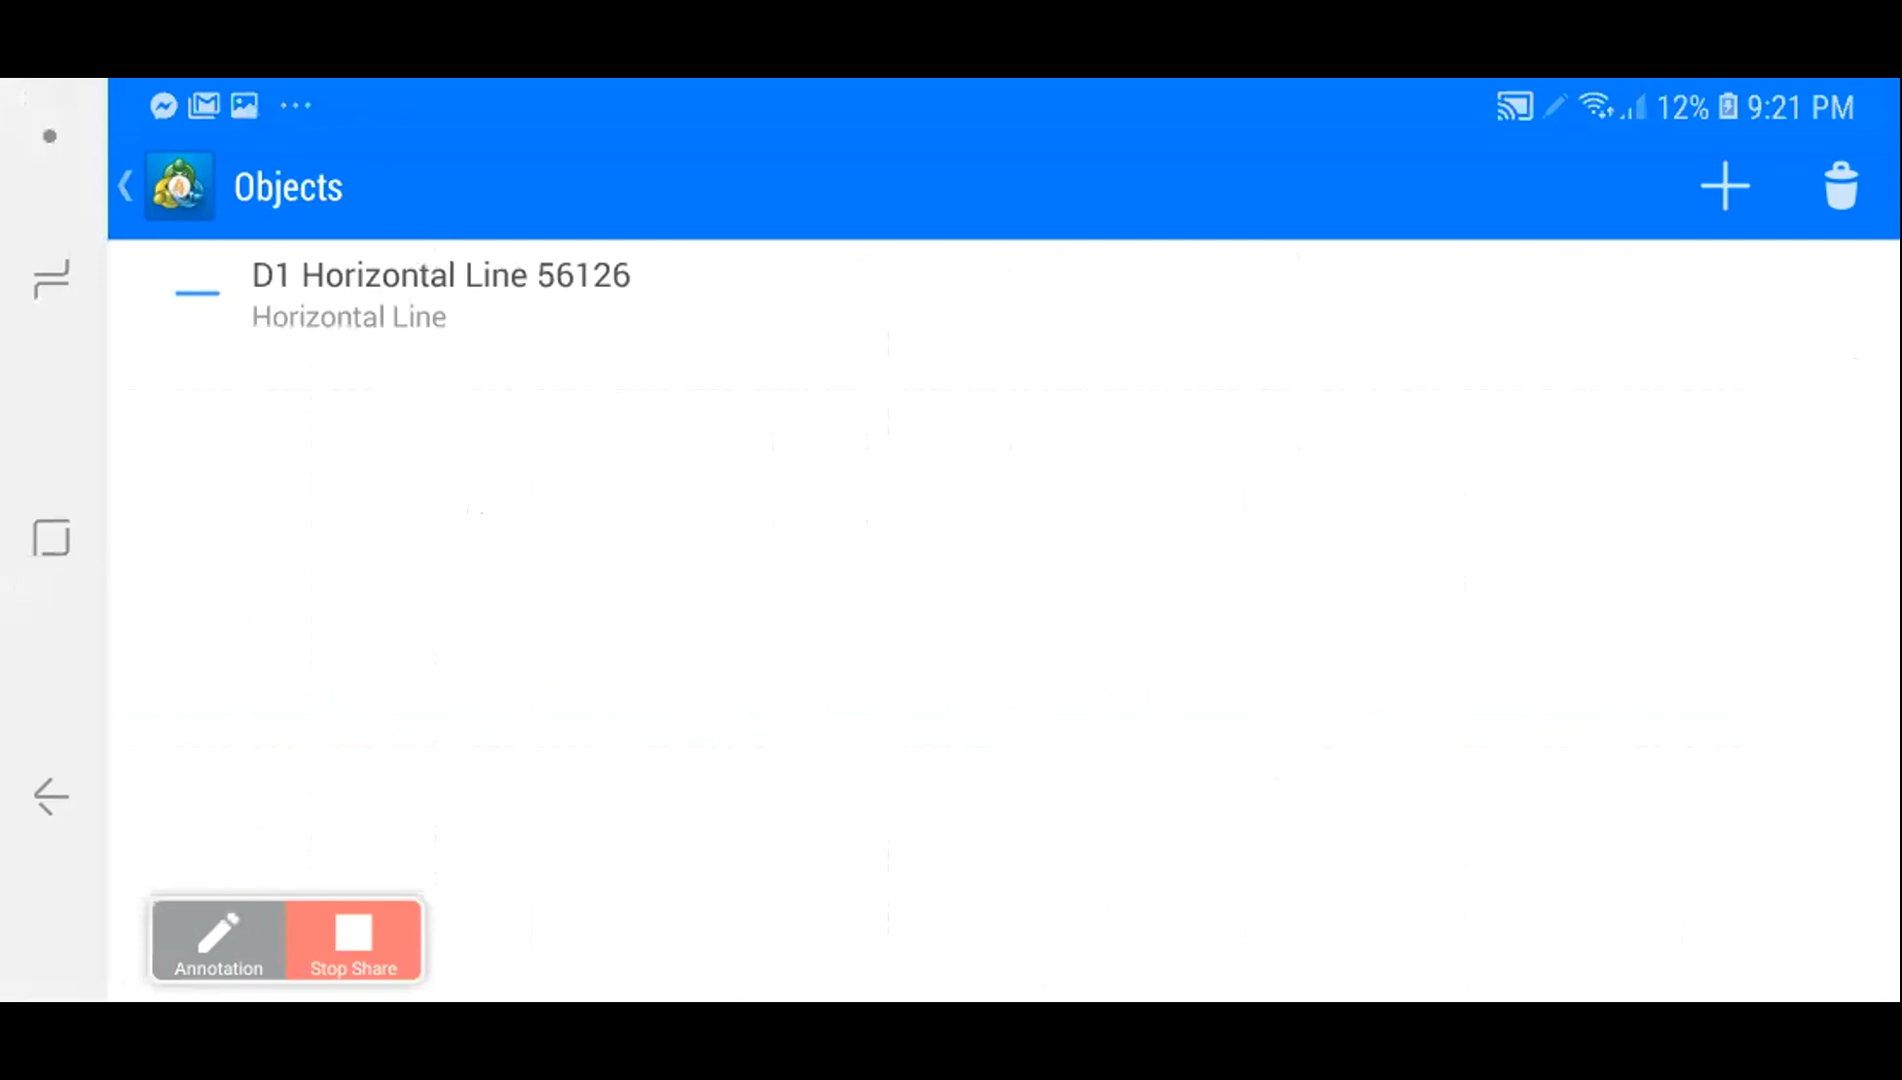 12% 9:21 PM
Objects
D1 Horizontal Line 56126
Horizontal Line
Annotation
Stop Share